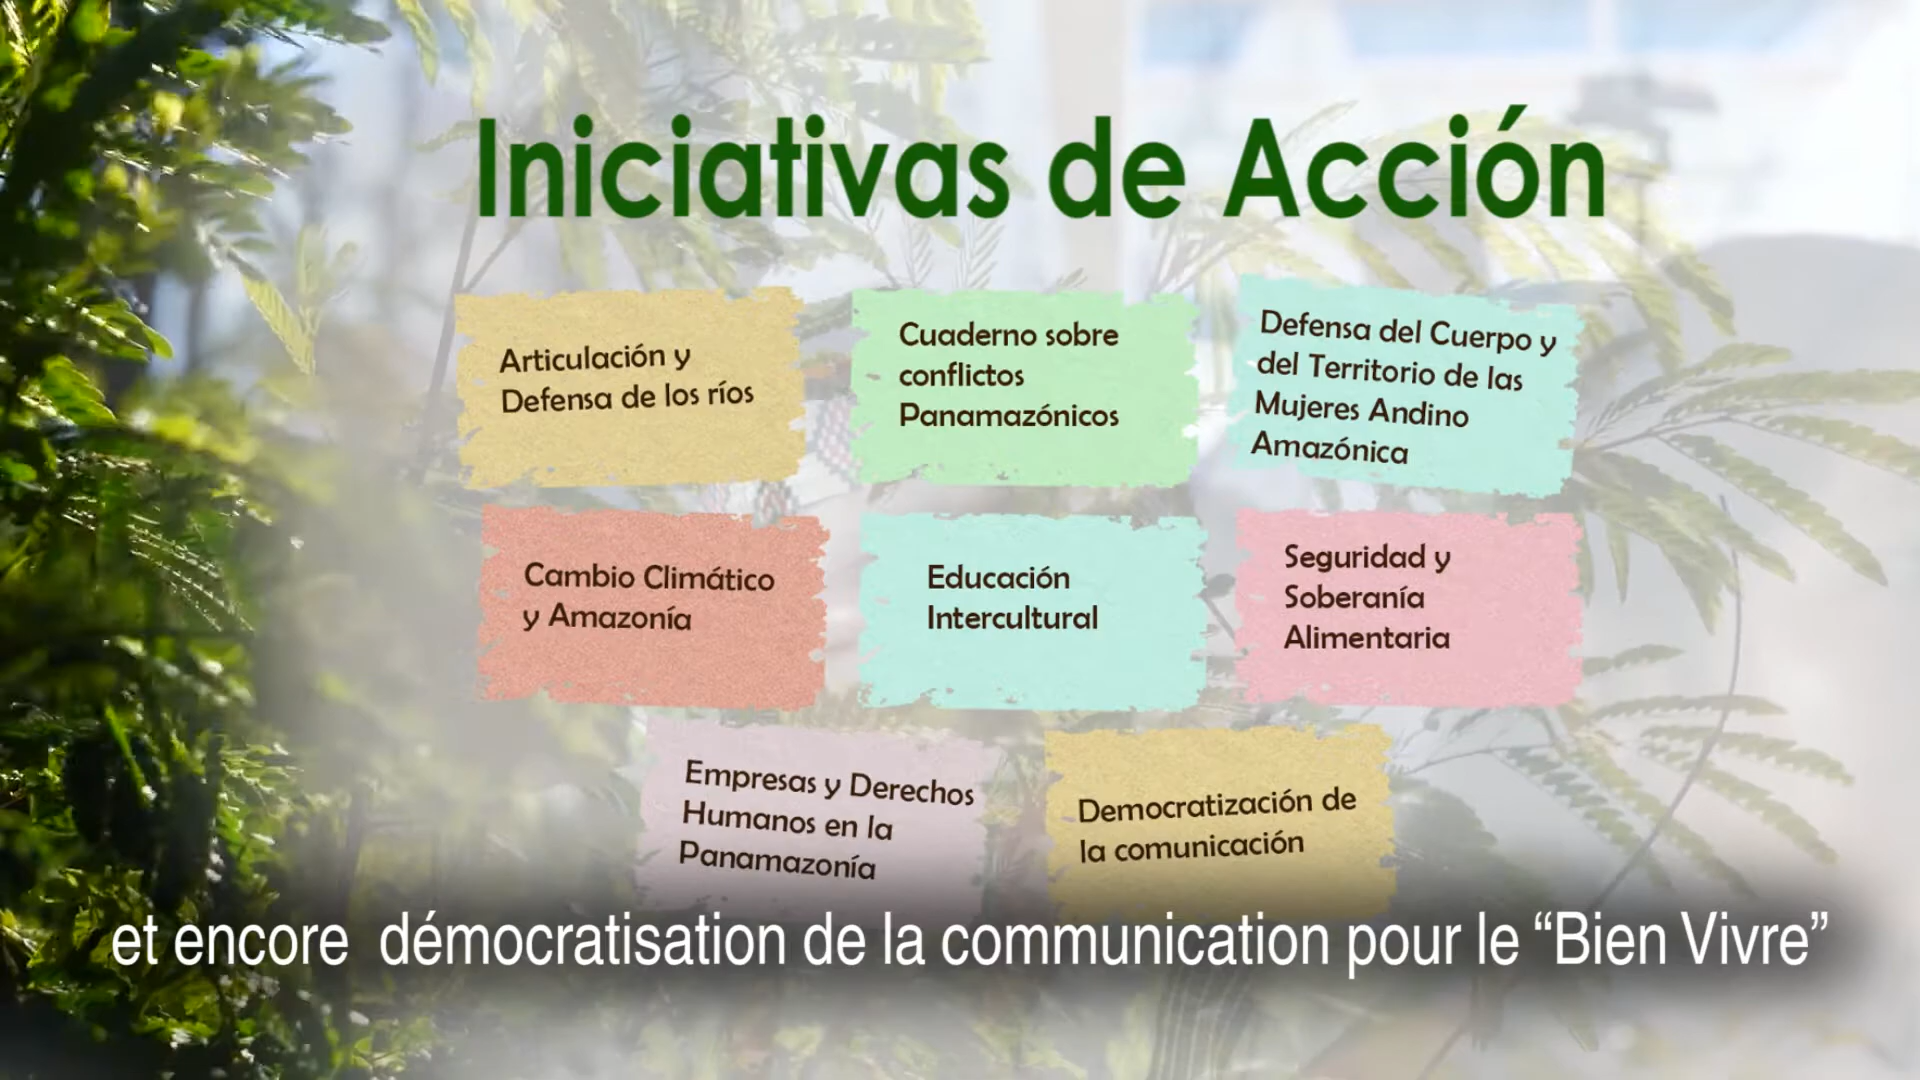 Iniciativas de Acción
Articulación y
Defensa de los ríos
Cuaderno sobre
conflictos
Panamazónicos
Defensa del Cuerpo y
del Territorio de las
Mujeres Andino
Amazónica
Cambio Climático
y Amazonía
Educación
Intercultural
Seguridad y
Soberanía
Alimentaria
Empresas y Derechos
Humanos en la
Panamazonía
Democratización de
la comunicación
et encore  démocratisation de la communication pour le “Bien Vivre”